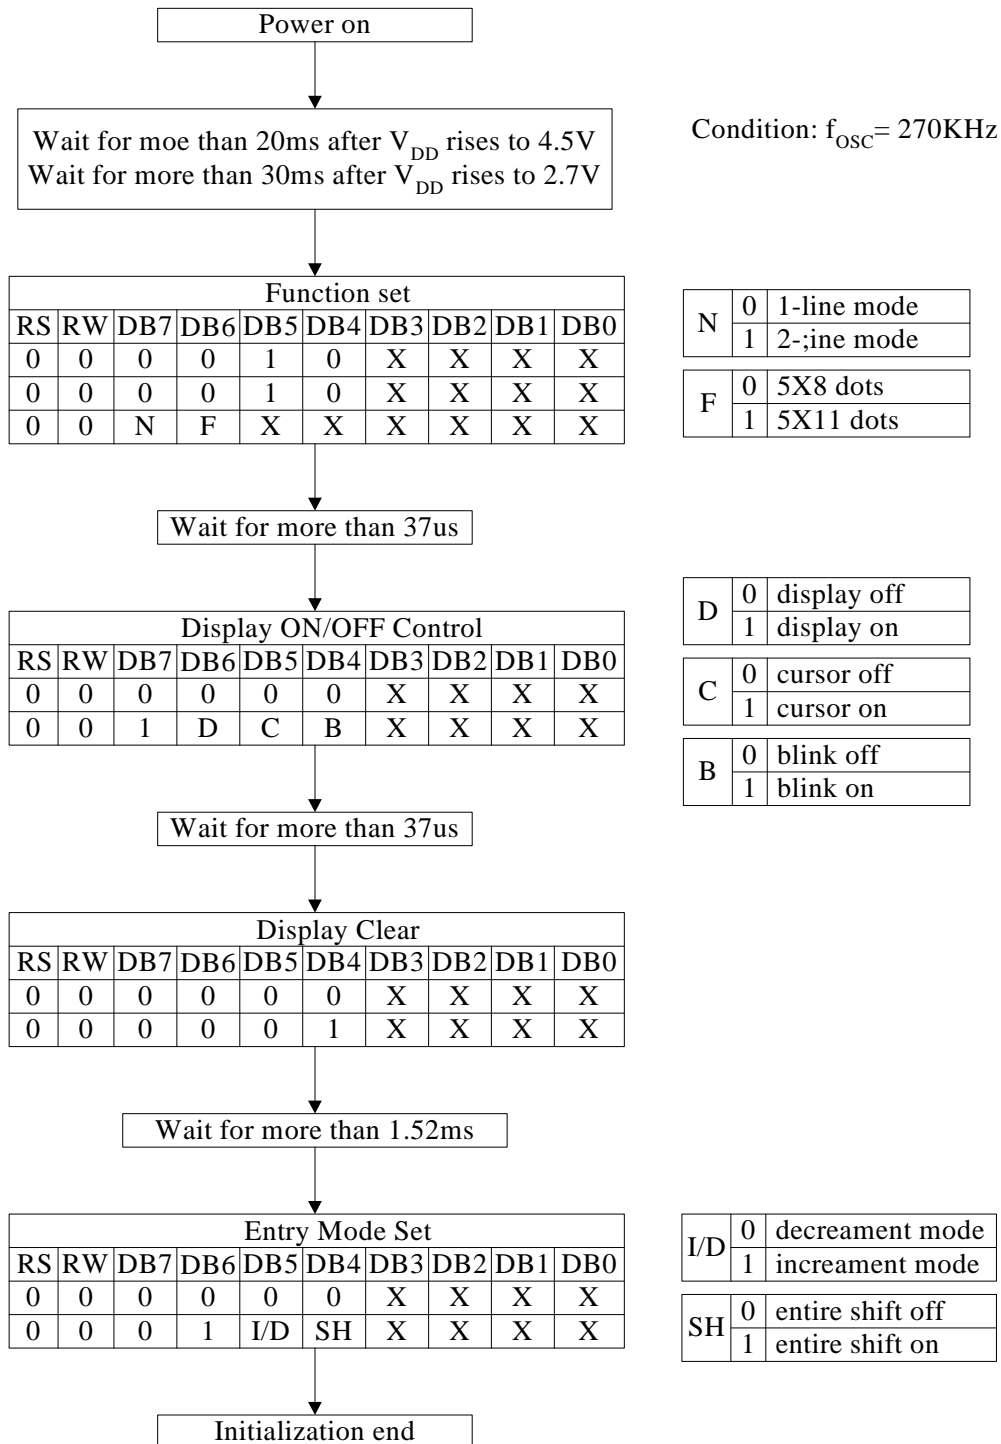 Power on
Wait for moe than 20ms after VDD rises to 4.5V
Wait for more than 30ms after VDD rises to 2.7V
Condition: fOSC= 270KHz
Function set
RS RW DB7 DB6 DB5 DB4 DB3 DB2 DB1 DB0
0 0 0 0 1 0 X X X X
0 0 0 0 1 0 X X X X
0 0 N F X X X X X X
N 0 1-line mode
1 2-;ine mode
F 0 5X8 dots
1 5X11 dots
Wait for more than 37us
Display ON/OFF Control
RS RW DB7 DB6 DB5 DB4 DB3 DB2 DB1 DB0
0 0 0 0 0 0 X X X X
0 0 1 D C B X X X X
D 0 display off
1 display on
C 0 cursor off
1 cursor on
B 0 blink off
1 blink on
Wait for more than 37us
Display Clear
RS RW DB7 DB6 DB5 DB4 DB3 DB2 DB1 DB0
0 0 0 0 0 0 X X X X
0 0 0 0 0 1 X X X X
Wait for more than 1.52ms
Entry Mode Set
RS RW DB7 DB6 DB5 DB4 DB3 DB2 DB1 DB0
0 0 0 0 0 0 X X X X
0 0 0 1 I/D SH X X X X
I/D 0 decreament mode
1 increament mode
SH 0 entire shift off
1 entire shift on
Initialization end